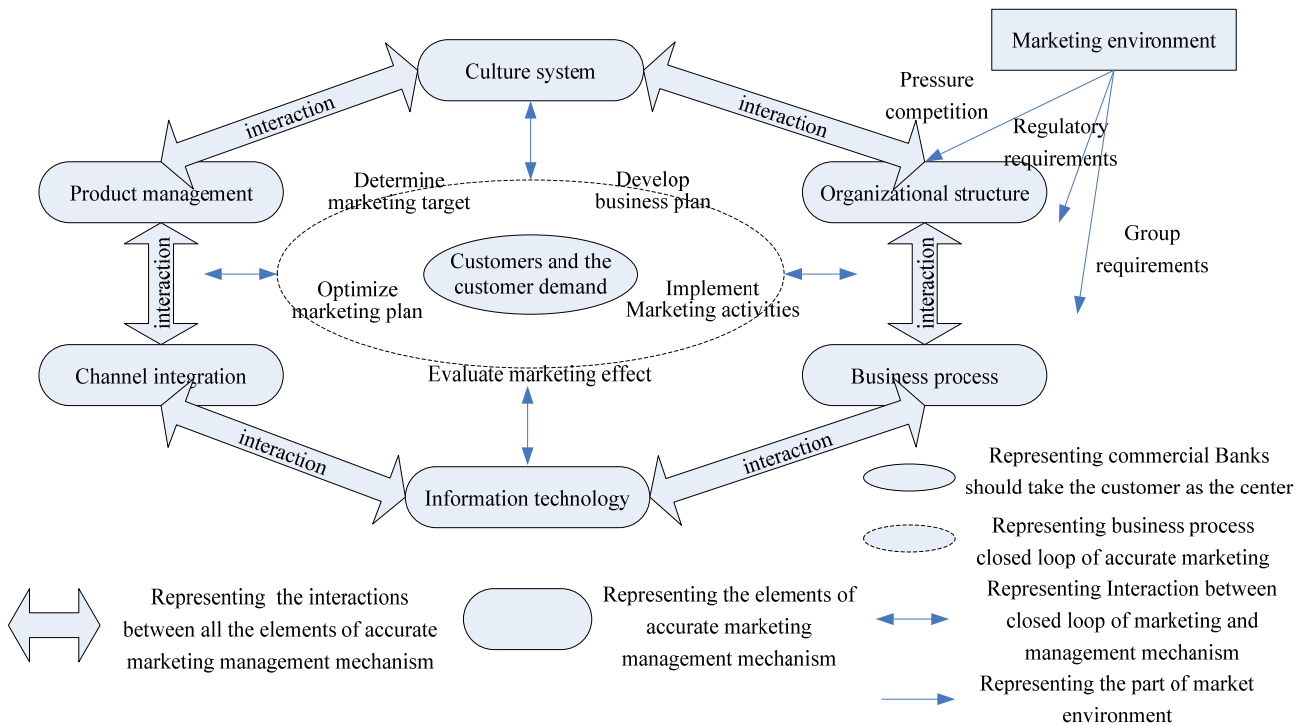 Marketing environment
Culture system
Pressure
competition
interaction
interaction
Regulatory
requirements
Product management
Determine
marketing target
Develop
business plan
Organizational structure
Group
requirements
interaction
Customers and the
customer demand
interaction
Optimize
marketing plan
Implement
Marketing activities
Channel integration
Evaluate marketing effect
Business process
interaction
interaction
Information technology
Representing commercial Banks
should take the customer as the center
Representing business process
closed loop of accurate marketing
Representing the interactions
between all the elements of accurate
marketing management mechanism
Representing the elements of
accurate marketing
management mechanism
Representing Interaction between
closed loop of marketing and
management mechanism
Representing the part of market
environment